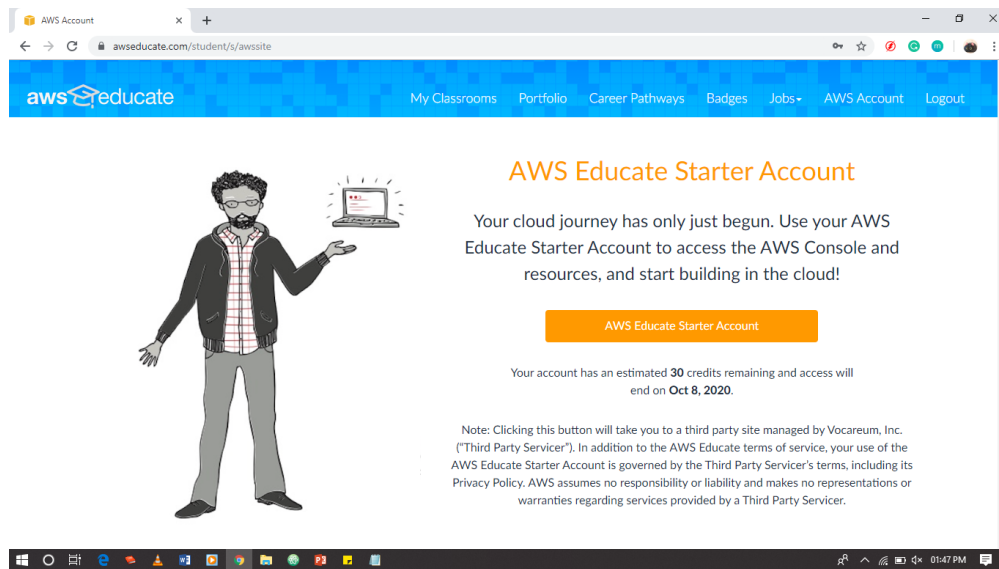 AWS Account
awseducate.com/student/s/awssite
aws educate
My Classrooms Portfolio Career Pathways Badges Jobs AWS Account Logout
AWS Educate Starter Account
Your cloud journey has only just begun. Use your AWS
Educate Starter Account to access the AWS Console and
resources, and start building in the cloud!
AWS Educate Starter Account
Your account has an estimated 30 credits remaining and access will
end on Oct 8, 2020.
Note: Clicking this button will take you to a third party site managed by Vocareum, Inc.
("Third Party Servicer"). In addition to the AWS Educate terms of service, your use of the
AWS Educate Starter Account is governed by the Third Party Servicer's terms, including its
Privacy Policy. AWS assumes no responsibility or liability and makes no representations or
warranties regarding services provided by a Third Party Servicer.
01:47 PM